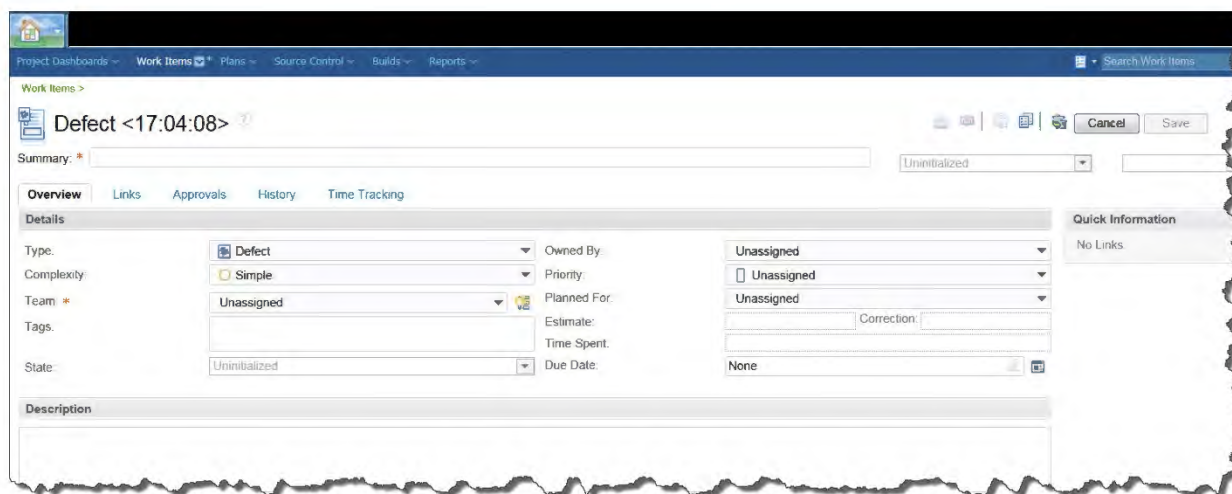 Project Dashboards Work Items Plans Source Control Builds Reports Search Work Items
Work Items >
Defect <17:04:08> ? Cancel Save
Summary: * Uninitialized
Overview Links Approvals History Time Tracking
Details Quick Information
Type. Defect Owned By Unassigned No Links
Complexity Simple Priority Unassigned
Team * Unassigned Planned For. Unassigned
Tags. Estimate: Correction:
Time Spent.
State: Uninitialized Due Date: None
Description